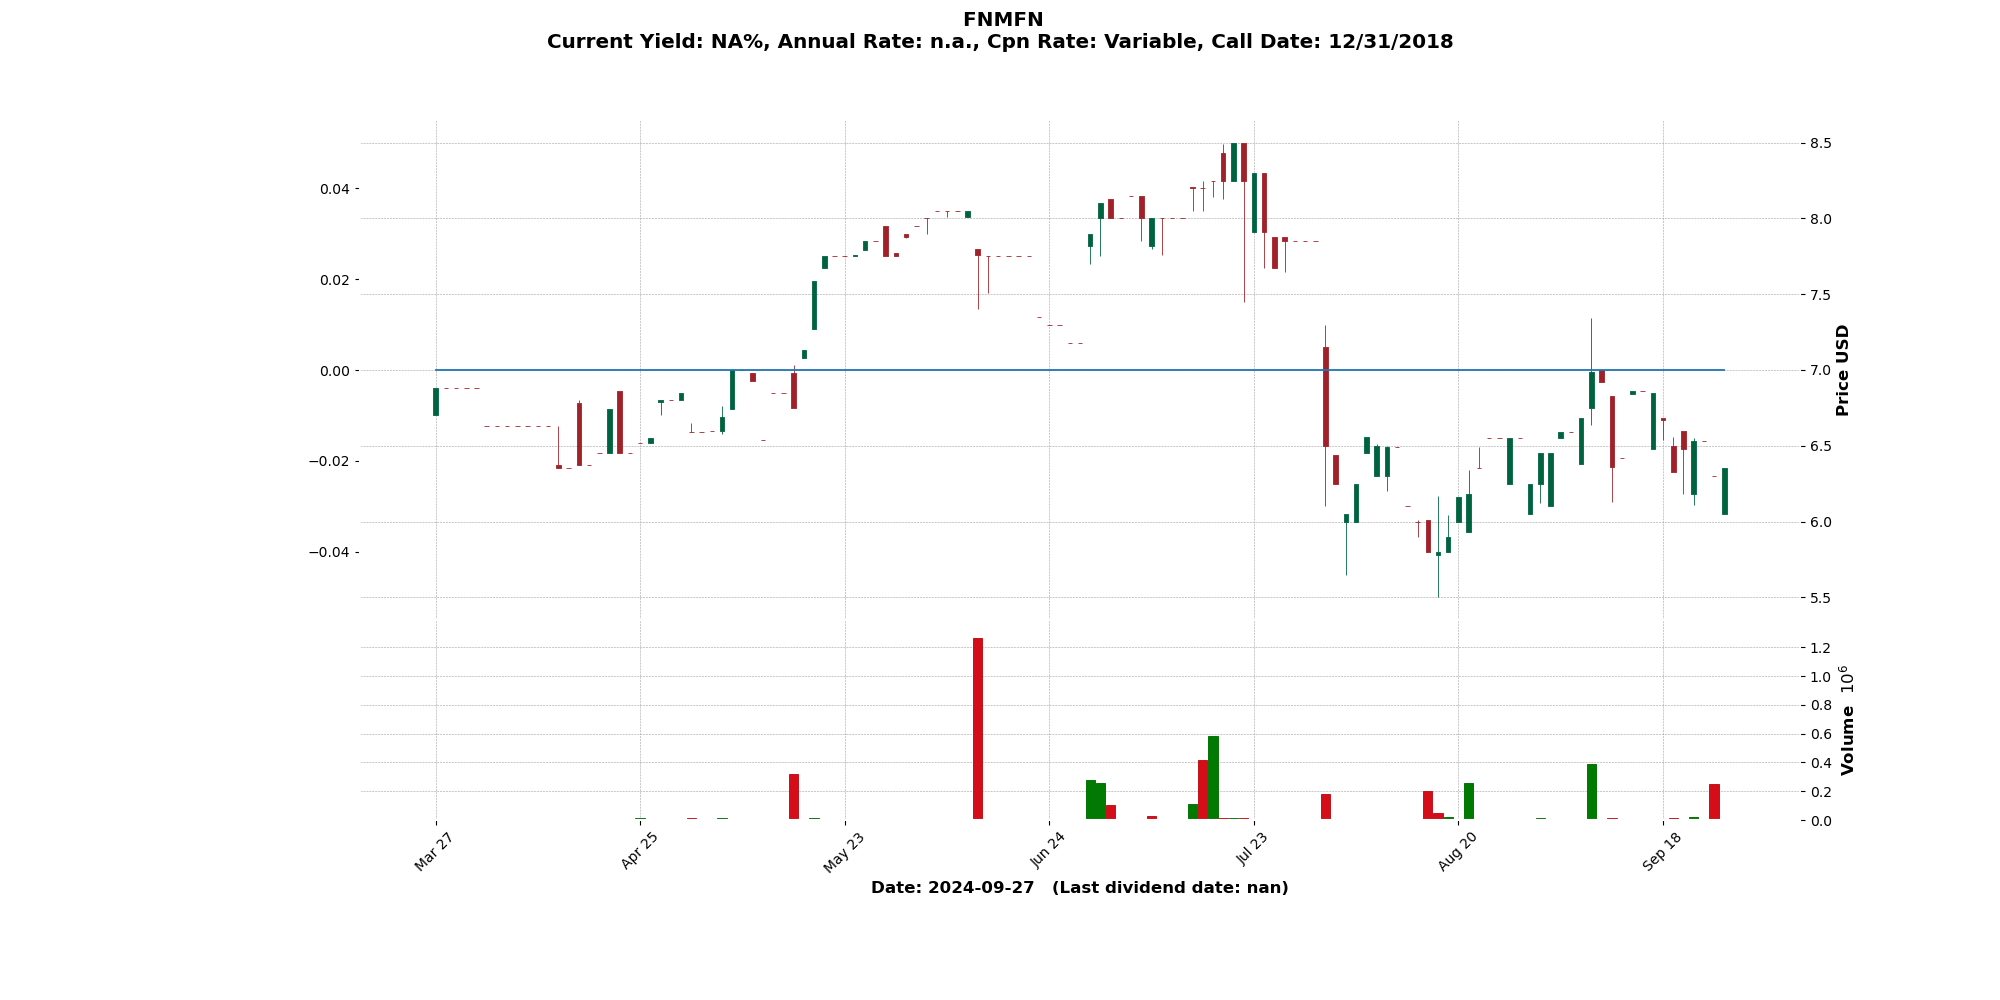 FNMFN
Current Yield: NA%, Annual Rate: n.a., Cpn Rate: Variable, Call Date: 12/31/2018
0.04
0.02
0.00
−0.02
−0.04
8.5
8.0
7.5
7.0
6.5
6.0
5.5
Price USD
1.2
1.0
0.8
0.6
0.4
0.2
0.0
Volume 10⁶
Mar 27
Apr 25
May 23
Jun 24
Jul 23
Aug 20
Sep 18
Date: 2024-09-27 (Last dividend date: nan)